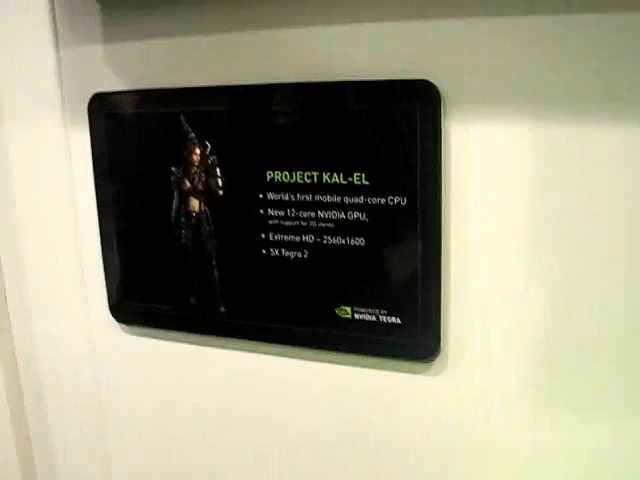 PROJECT KAL-EL
• World's first mobile quad-core CPU
• New 12-core NVIDIA GPU,
with support for 3D stereo
• Extreme HD – 2560x1600
• 5X Tegra 2
POWERED BY
NVIDIA TEGRA